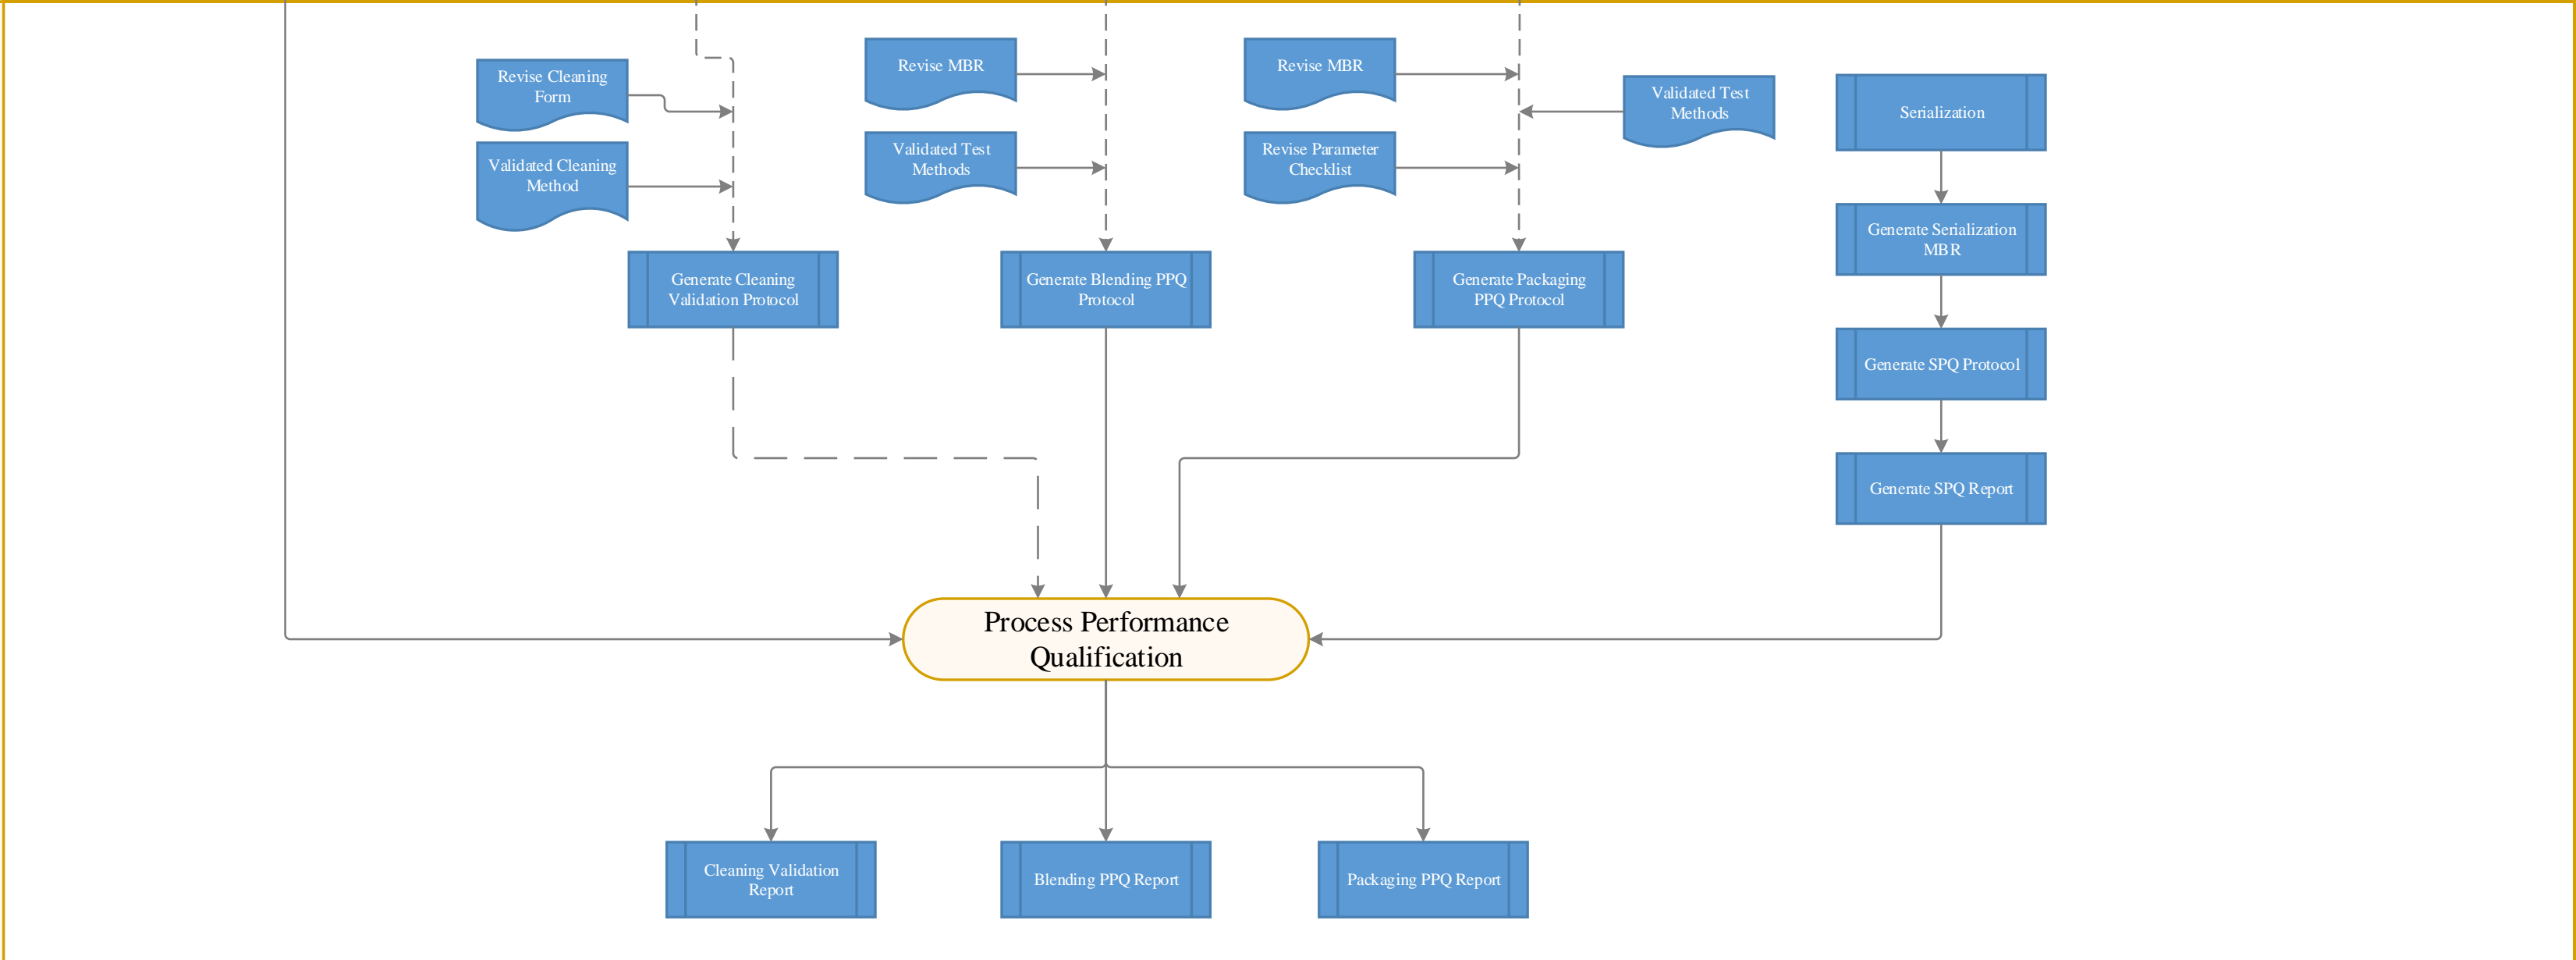 Revise Cleaning
Form
Validated Cleaning
Method
Revise MBR
Validated Test
Methods
Revise MBR
Revise Parameter
Checklist
Validated Test
Methods
Serialization
Generate Serialization
MBR
Generate Cleaning
Validation Protocol
Generate Blending PPQ
Protocol
Generate Packaging
PPQ Protocol
Generate SPQ Protocol
Generate SPQ Report
Process Performance
Qualification
Cleaning Validation
Report
Blending PPQ Report
Packaging PPQ Report